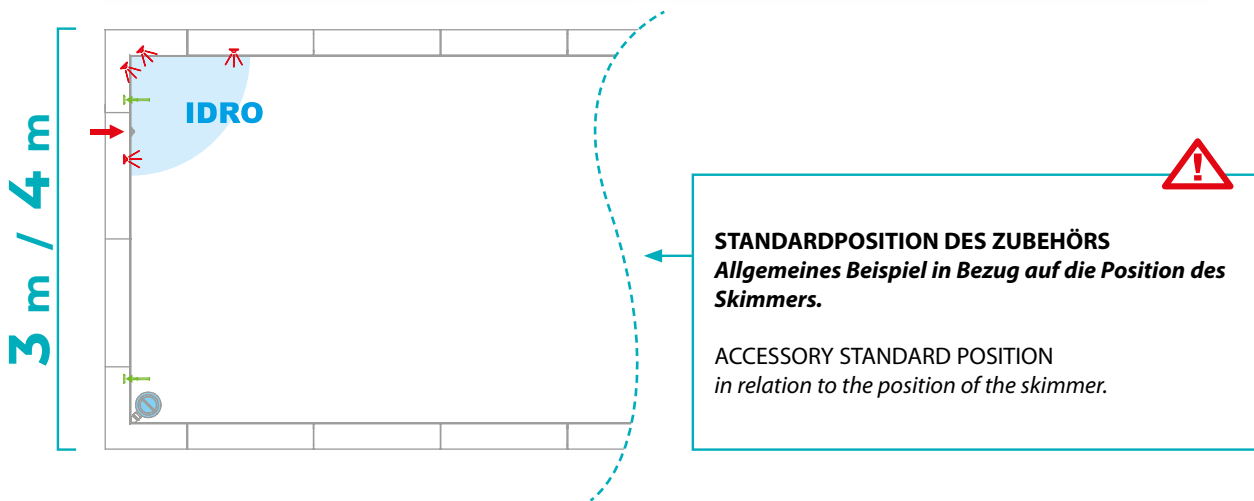 3 m / 4 m
IDRO
STANDARDPOSITION DES ZUBEHÖRS
Allgemeines Beispiel in Bezug auf die Position des
Skimmers.
ACCESSORY STANDARD POSITION
in relation to the position of the skimmer.